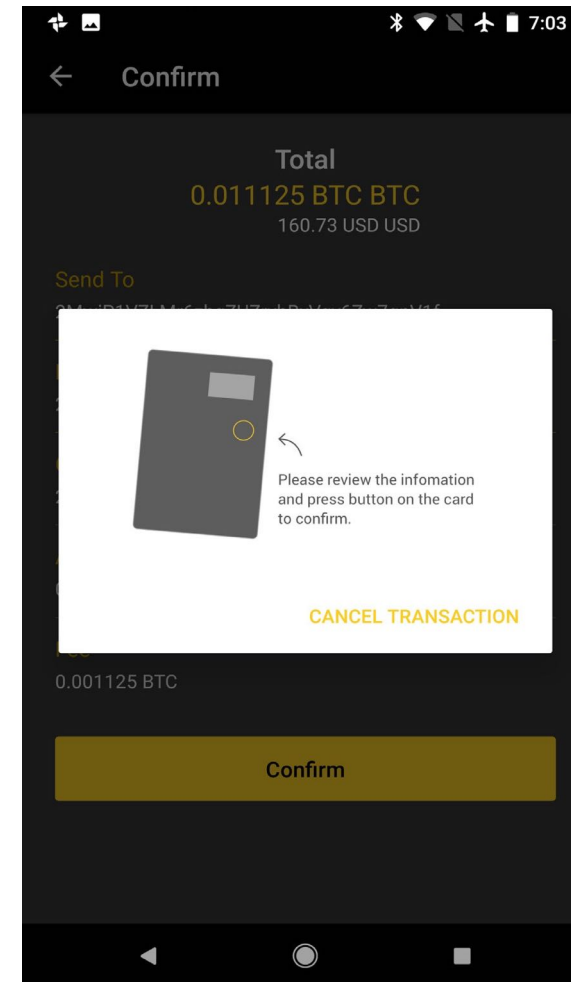 7:03
Confirm
Total
0.011125 BTC BTC
160.73 USD USD
Send To
Please review the infomation
and press button on the card
to confirm.
CANCEL TRANSACTION
0.001125 BTC
Confirm